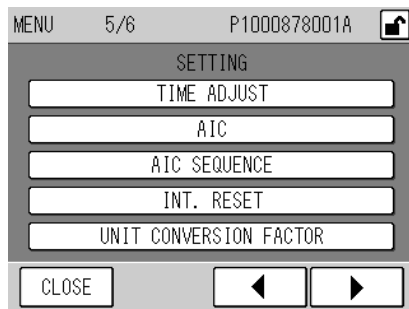 MENU 5/6 P1000878001A
SETTING
TIME ADJUST
AIC
AIC SEQUENCE
INT. RESET
UNIT CONVERSION FACTOR
CLOSE